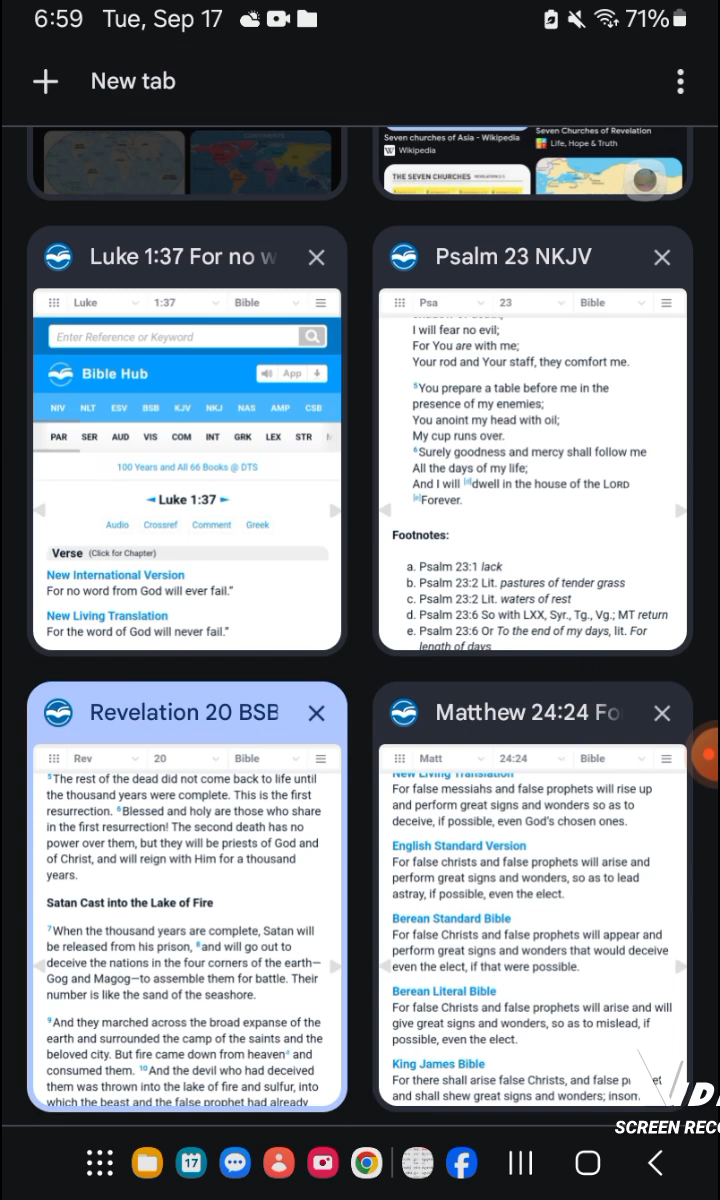 6:59 Tue, Sep 17 71%
New tab
CONTINENTS
Seven churches of Asia - Wikipedia
W Wikipedia
THE SEVEN CHURCHES
Seven Churches of Revelation
Life, Hope & Truth
Luke 1:37 For no w
Luke 1:37 Bible
Enter Reference or Keyword
Bible Hub
App
NIV NLT ESV BSB KJV NKJ NAS AMP CSB
PAR SER AUD VIS COM INT GRK LEX STR
100 Years and All 66 Books @ DTS
Luke 1:37
Audio Crossref Comment Greek
Verse (Click for Chapter)
New International Version
For no word from God will ever fail.”
New Living Translation
For the word of God will never fail.”
Psalm 23 NKJV
Psa 23 Bible
I will fear no evil;
For You are with me;
Your rod and Your staff, they comfort me.
5You prepare a table before me in the
presence of my enemies;
You anoint my head with oil;
My cup runs over.
6Surely goodness and mercy shall follow me
All the days of my life;
And I will [d]dwell in the house of the LORD
[e]Forever.
Footnotes:
a. Psalm 23:1 lack
b. Psalm 23:2 Lit. pastures of tender grass
c. Psalm 23:2 Lit. waters of rest
d. Psalm 23:6 So with LXX, Syr., Tg., Vg.; MT return
e. Psalm 23:6 Or To the end of my days, lit. For
length of days
Revelation 20 BSB
Rev 20 Bible
5The rest of the dead did not come back to life until
the thousand years were complete. This is the first
resurrection. 6Blessed and holy are those who share
in the first resurrection! The second death has no
power over them, but they will be priests of God and
of Christ, and will reign with Him for a thousand
years.
Satan Cast into the Lake of Fire
7When the thousand years are complete, Satan will
be released from his prison, 8and will go out to
deceive the nations in the four corners of the earth—
Gog and Magog—to assemble them for battle. Their
number is like the sand of the seashore.
9And they marched across the broad expanse of the
earth and surrounded the camp of the saints and the
beloved city. But fire came down from heavena and
consumed them. 10And the devil who had deceived
them was thrown into the lake of fire and sulfur, into
which the beast and the false prophet had already
Matthew 24:24 Fo
Matt 24:24 Bible
New Living Translation
For false messiahs and false prophets will rise up
and perform great signs and wonders so as to
deceive, if possible, even God’s chosen ones.
English Standard Version
For false christs and false prophets will arise and
perform great signs and wonders, so as to lead
astray, if possible, even the elect.
Berean Standard Bible
For false Christs and false prophets will appear and
perform great signs and wonders that would deceive
even the elect, if that were possible.
Berean Literal Bible
For false Christs and false prophets will arise and will
give great signs and wonders, so as to mislead, if
possible, even the elect.
King James Bible
For there shall arise false Christs, and false
and shall shew great signs and wonders;
SCREEN REC
17